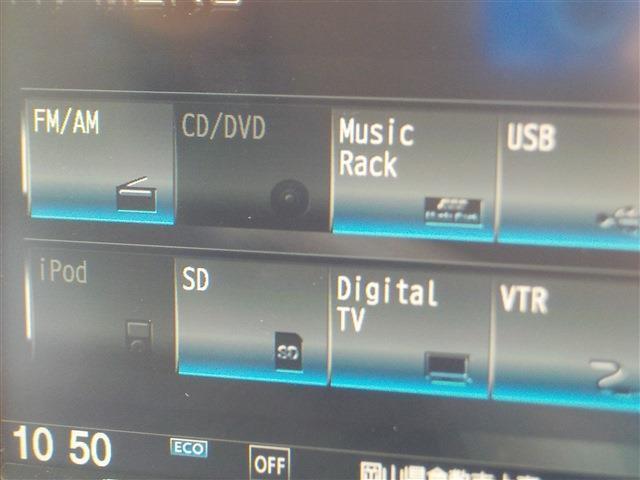 FM/AM
CD/DVD
Music
Rack
USB
iPod
SD
SD
Digital
TV
VTR
10 50
ECO
OFF